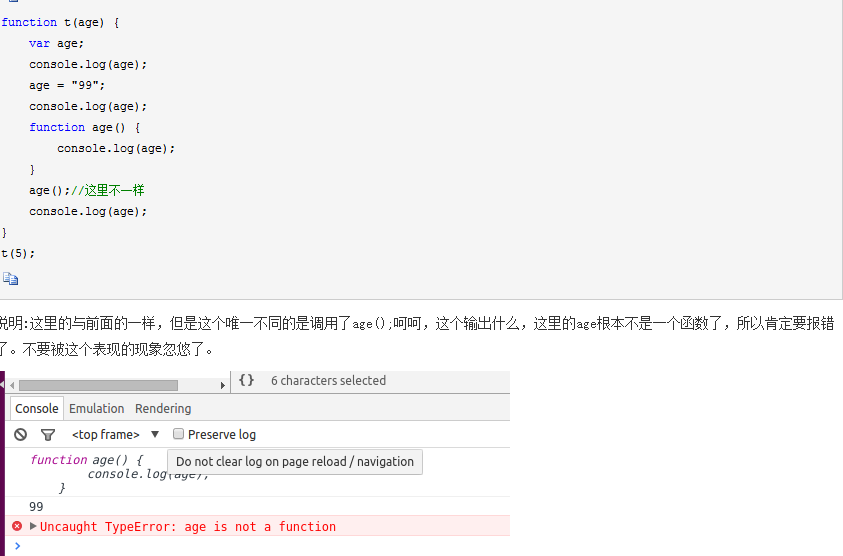 function t(age) {
var age;
console.log(age);
age = "99";
console.log(age);
function age() {
console.log(age);
}
age();//这里不一样
console.log(age);
}
t(5);
说明:这里的与前面的一样，但是这个唯一不同的是调用了age();呵呵，这个输出什么，这里的age根本不是一个函数了，所以肯定要报错
了。不要被这个表现的现象忽悠了。
{} 6 characters selected
Console Emulation Rendering
<top frame> ▼ Preserve log
function age() {
Do not clear log on page reload / navigation
console.log(age);
}
99
Uncaught TypeError: age is not a function
>